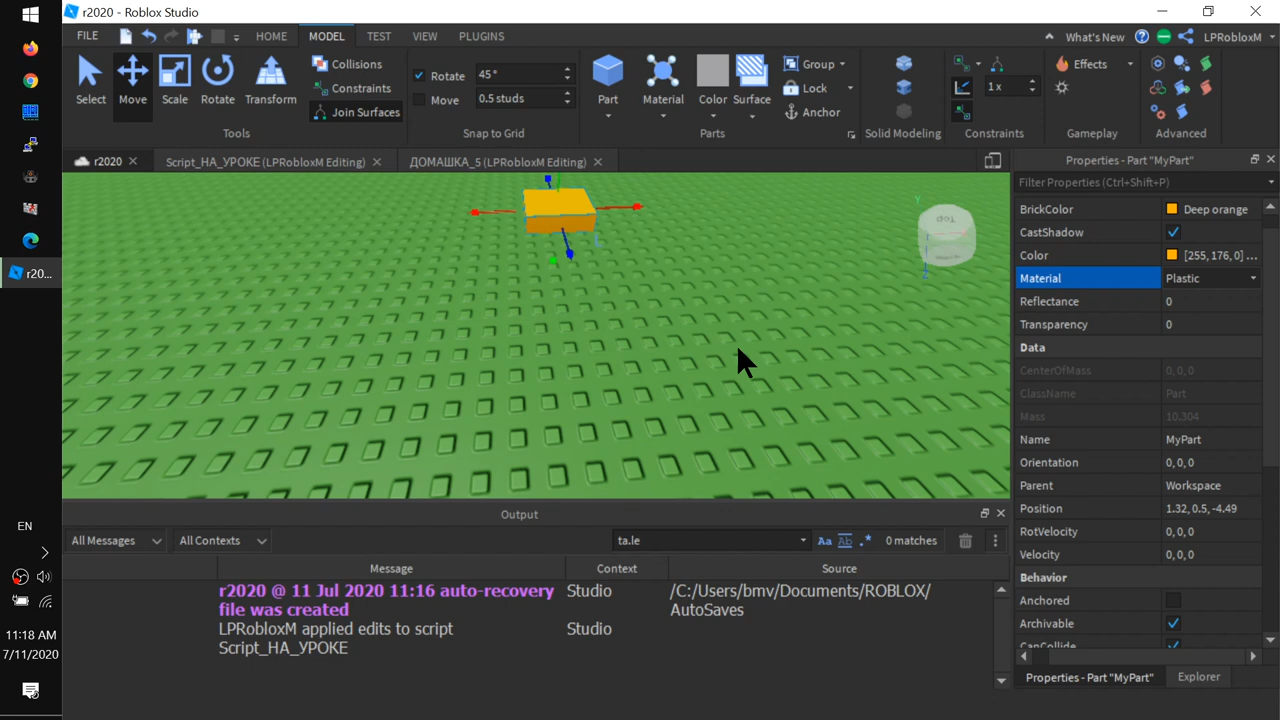 r2020 - Roblox Studio
FILE HOME MODEL TEST VIEW PLUGINS What's New LPRobloxM
Select Move Scale Rotate Transform
Collisions
Constraints
Join Surfaces
Tools
Rotate 45°
Move 0.5 studs
Snap to Grid
Part Material Color Surface
Group
Lock
Anchor
Parts
Solid Modeling
1 x
Constraints
Effects
Gameplay
Advanced
r2020 Script_НА_УРОКЕ (LPRobloxM Editing) ДОМАШКА_5 (LPRobloxM Editing)
Properties - Part "MyPart"
Filter Properties (Ctrl+Shift+P)
BrickColor Deep orange
CastShadow
Color [255, 176, 0] ...
Material Plastic
Reflectance 0
Transparency 0
Data
CenterOfMass 0,0,0
ClassName Part
Mass 10.304
Name MyPart
Orientation 0,0,0
Parent Workspace
Position 1.32, 0.5, -4.49
RotVelocity 0,0,0
Velocity 0,0,0
Behavior
Anchored
Archivable
CanCollide
Properties - Part "MyPart" Explorer
Y
Z
Output
All Messages All Contexts ta.le Aa Ab .* 0 matches
Message Context Source
r2020 @ 11 Jul 2020 11:16 auto-recovery Studio /C:/Users/bmv/Documents/ROBLOX/
file was created AutoSaves
LPRobloxM applied edits to script Studio
Script_НА_УРОКЕ
r20...
EN
11:18 AM
7/11/2020